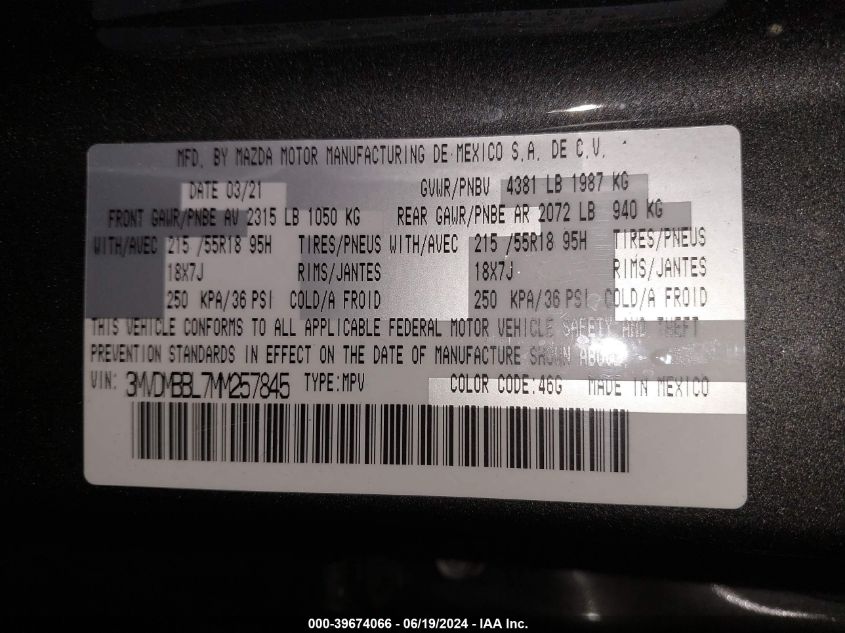 MFD. BY MAZDA MOTOR MANUFACTURING DE MEXICO S.A. DE C.V.
DATE 03/21 GVWR/PNBV 4381 LB 1987 KG
FRONT GAWR/PNBE AV 2315 LB 1050 KG REAR GAWR/PNBE AR 2072 LB 940 KG
WITH/AVEC 215 /55R18 95H TIRES/PNEUS WITH/AVEC 215 /55R18 95H TIRES/PNEUS
18X7J RIMS/JANTES 18X7J RIMS/JANTES
250 KPA/36 PSI COLD/A FROID 250 KPA/36 PSI COLD/A FROID
THIS VEHICLE CONFORMS TO ALL APPLICABLE FEDERAL MOTOR VEHICLE SAFETY AND THEFT
PREVENTION STANDARDS IN EFFECT ON THE DATE OF MANUFACTURE SHOWN ABOVE.
VIN: 3MVDMBBL7MM257845 TYPE:MPV COLOR CODE:46G MADE IN MEXICO
000-39674066 - 06/19/2024 - IAA Inc.